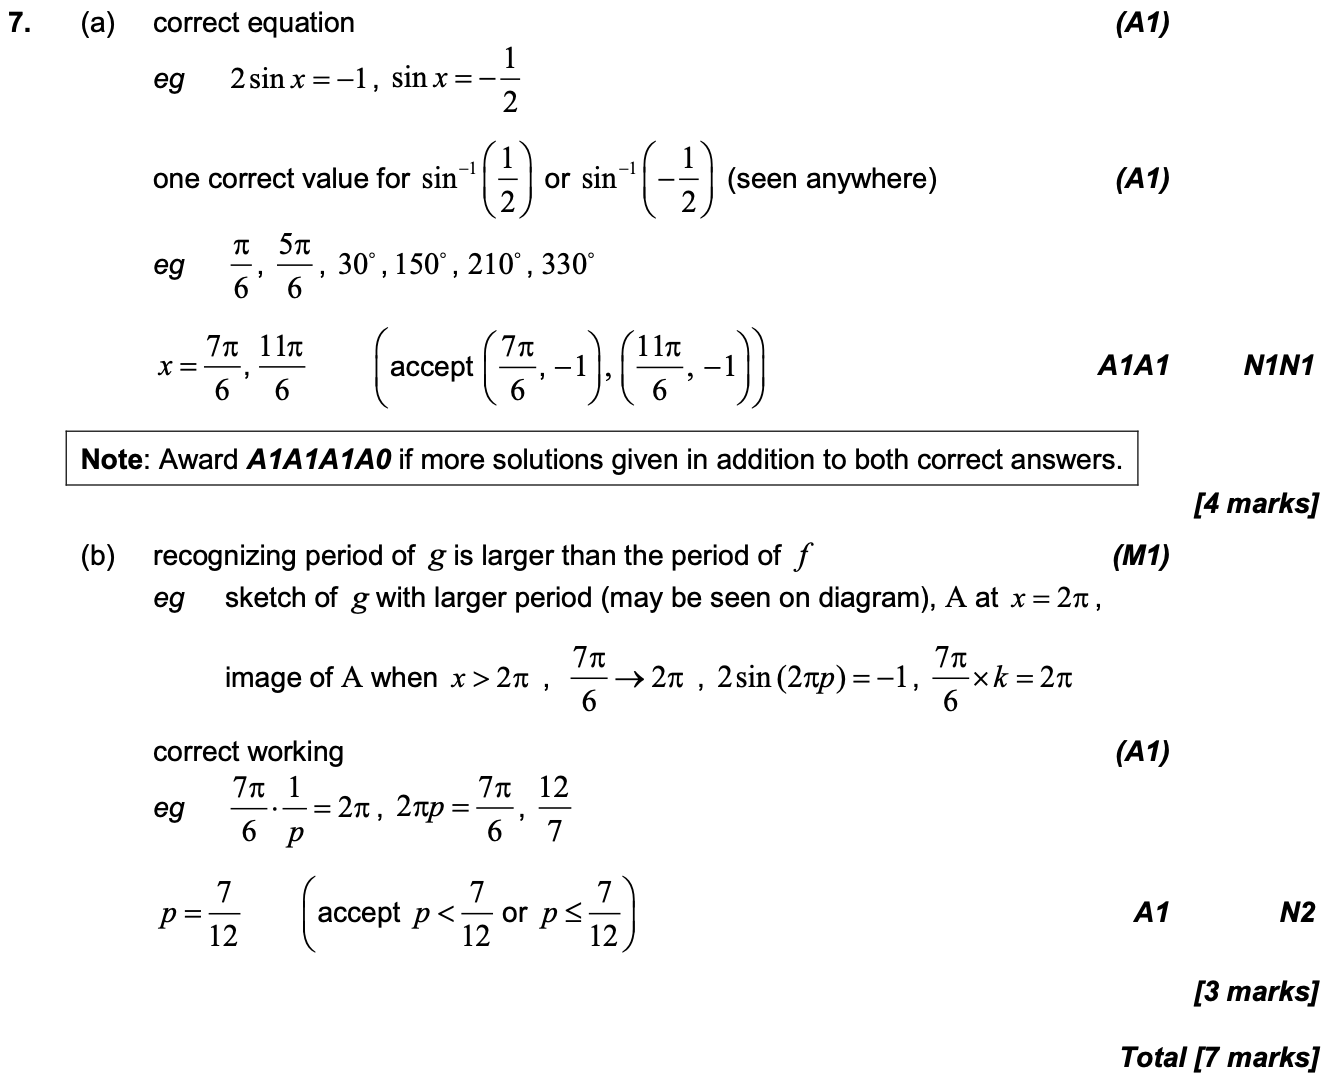 7. (a) correct equation (A1)
eg 2 sin x = −1, sin x = −1/2
one correct value for sin⁻¹(1/2) or sin⁻¹(−1/2) (seen anywhere) (A1)
eg π/6, 5π/6, 30°, 150°, 210°, 330°
x = 7π/6, 11π/6 (accept (7π/6, −1), (11π/6, −1)) A1A1 N1N1
Note: Award A1A1A1A0 if more solutions given in addition to both correct answers.
[4 marks]
(b) recognizing period of g is larger than the period of f (M1)
eg sketch of g with larger period (may be seen on diagram), A at x = 2π,
image of A when x > 2π, 7π/6 → 2π, 2 sin (2πp) = −1, 7π/6 × k = 2π
correct working (A1)
eg 7π/6 · 1/p = 2π, 2πp = 7π/6, 12/7
p = 7/12 (accept p < 7/12 or p ≤ 7/12) A1 N2
[3 marks]
Total [7 marks]